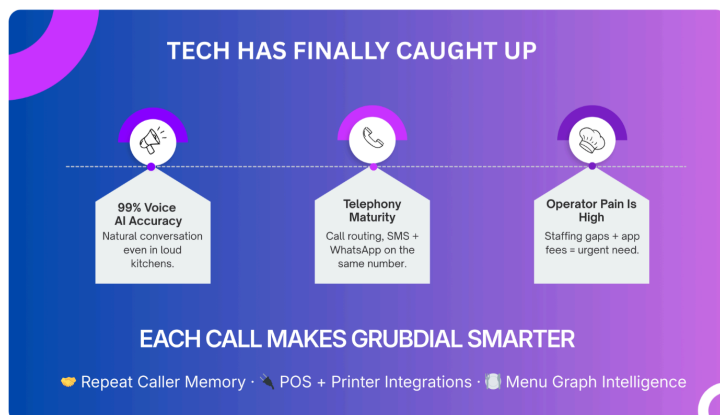 TECH HAS FINALLY CAUGHT UP
99% Voice
AI Accuracy
Natural conversation
even in loud
kitchens.
Telephony
Maturity
Call routing, SMS +
WhatsApp on the
same number.
Operator Pain Is
High
Staffing gaps + app
fees = urgent need.
EACH CALL MAKES GRUBDIAL SMARTER
🤝 Repeat Caller Memory · 🔌 POS + Printer Integrations · 🍽️ Menu Graph Intelligence